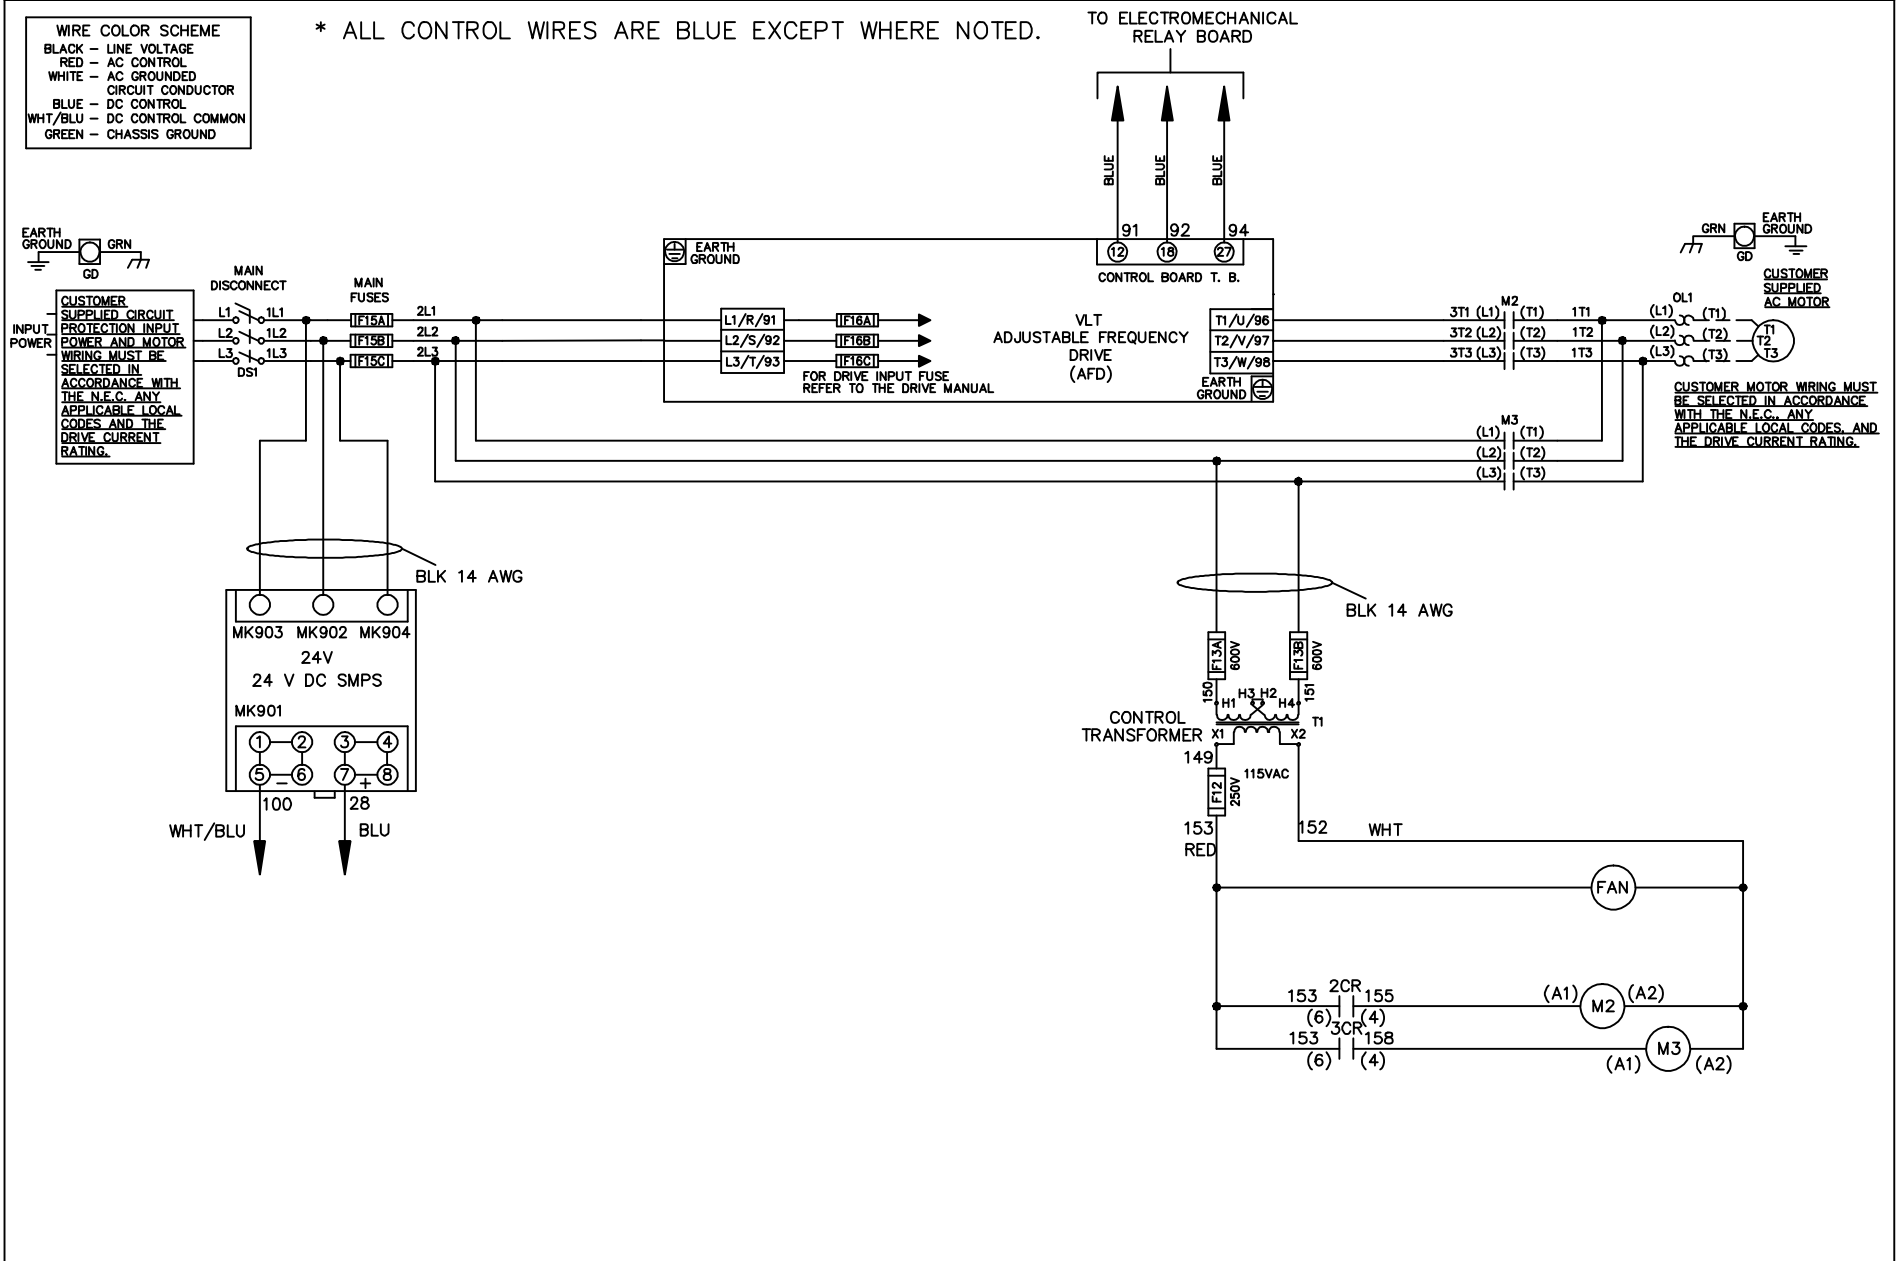 WIRE COLOR SCHEME
BLACK – LINE VOLTAGE
RED – AC CONTROL
WHITE – AC GROUNDED
CIRCUIT CONDUCTOR
BLUE – DC CONTROL
WHT/BLU – DC CONTROL COMMON
GREEN – CHASSIS GROUND
* ALL CONTROL WIRES ARE BLUE EXCEPT WHERE NOTED.
TO ELECTROMECHANICAL
RELAY BOARD
BLUE
BLUE
BLUE
91
92
94
12
18
27
CONTROL BOARD T. B.
EARTH
GROUND
GRN
GD
INPUT
POWER
CUSTOMER
SUPPLIED CIRCUIT
PROTECTION INPUT
POWER AND MOTOR
WIRING MUST BE
SELECTED IN
ACCORDANCE WITH
THE N.E.C. ANY
APPLICABLE LOCAL
CODES AND THE
DRIVE CURRENT
RATING.
MAIN
DISCONNECT
L1
1L1
L2
1L2
L3
1L3
DS1
MAIN
FUSES
F15A
2L1
F15B
2L2
F15C
2L3
EARTH
GROUND
L1/R/91
L2/S/92
L3/T/93
F16A
F16B
F16C
FOR DRIVE INPUT FUSE
REFER TO THE DRIVE MANUAL
VLT
ADJUSTABLE FREQUENCY
DRIVE
(AFD)
T1/U/96
T2/V/97
T3/W/98
EARTH
GROUND
M2
3T1 (L1) (T1) 1T1
3T2 (L2) (T2) 1T2
3T3 (L3) (T3) 1T3
M3
(L1) (T1)
(L2) (T2)
(L3) (T3)
OL1
(L1) (T1)
(L2) (T2)
(L3) (T3)
T1
T2
T3
GRN
EARTH
GROUND
GD
CUSTOMER
SUPPLIED
AC MOTOR
CUSTOMER MOTOR WIRING MUST
BE SELECTED IN ACCORDANCE
WITH THE N.E.C., ANY
APPLICABLE LOCAL CODES, AND
THE DRIVE CURRENT RATING.
BLK 14 AWG
MK903 MK902 MK904
24V
24 V DC SMPS
MK901
1 2 3 4
5 – 6 7 + 8
100
28
WHT/BLU
BLU
BLK 14 AWG
F13A
600V
F13B
600V
150
151
H1 H3 H2 H4
T1
CONTROL
TRANSFORMER
X1
X2
149
115VAC
F12
250V
153
RED
152
WHT
FAN
153 2CR 155
(6) (4)
(A1) M2 (A2)
153 3CR 158
(6) (4)
(A1) M3 (A2)